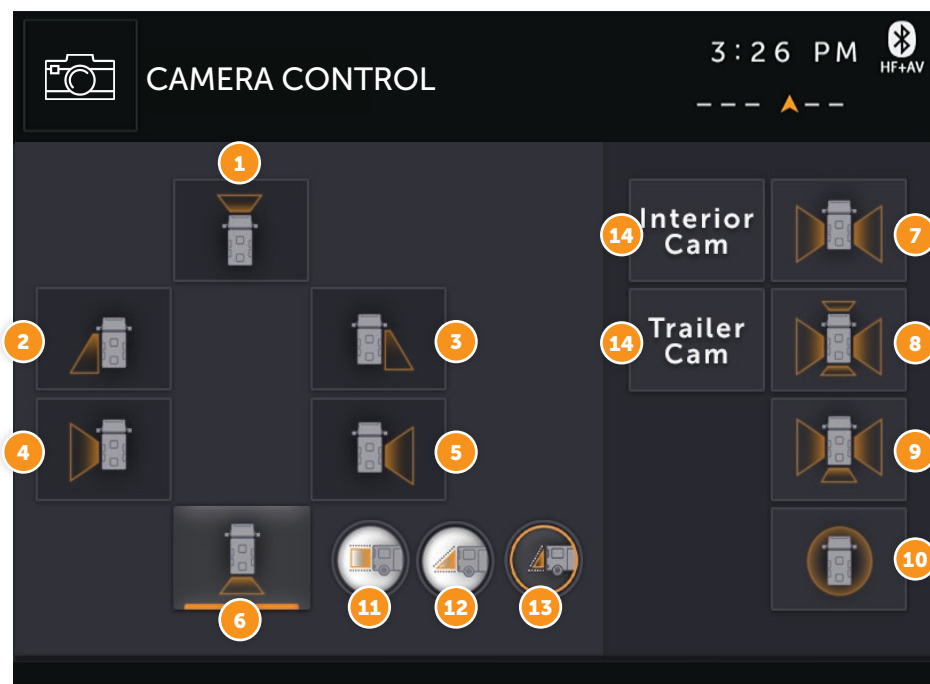 3:26 PM
HF+AV
CAMERA CONTROL
--- --
1
14
Interior
Cam
7
2
3
14
Trailer
Cam
8
4
5
9
10
6
11
12
13